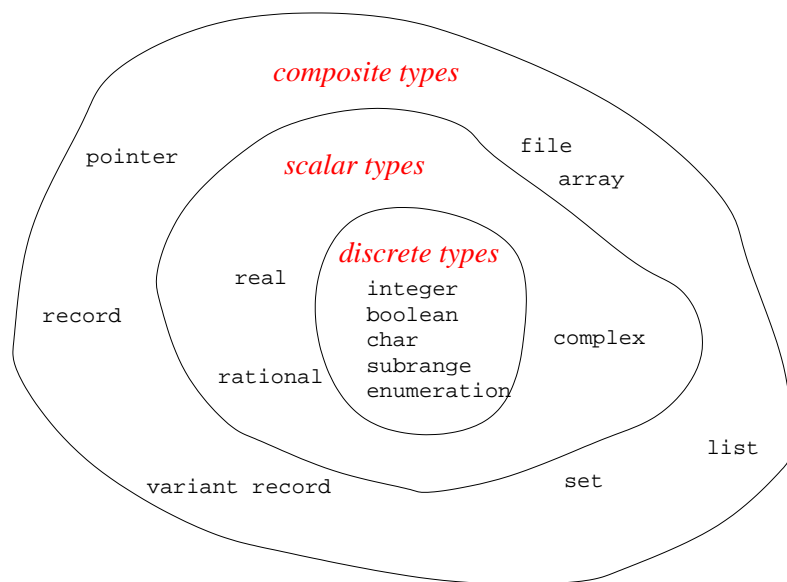 composite types
file
pointer
scalar types
array
discrete types
real
integer
boolean
record
char
complex
subrange
rational
enumeration
list
set
variant record